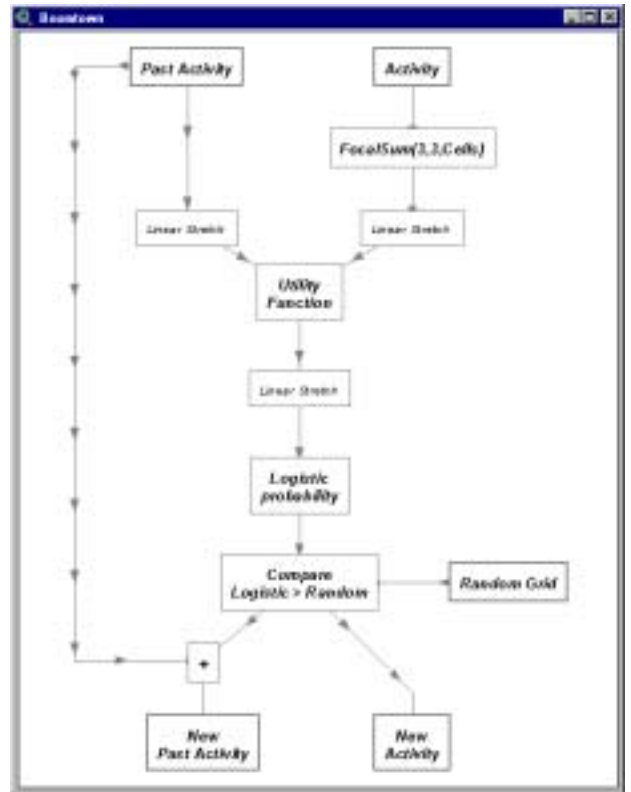 Boomtown
Past Activity
Activity
FocalSum(3,3,Cells)
Linear Stretch
Linear Stretch
Utility
Function
Linear Stretch
Logistic
probability
Compare
Logistic > Random
Random Grid
+
New
Past Activity
New
Activity